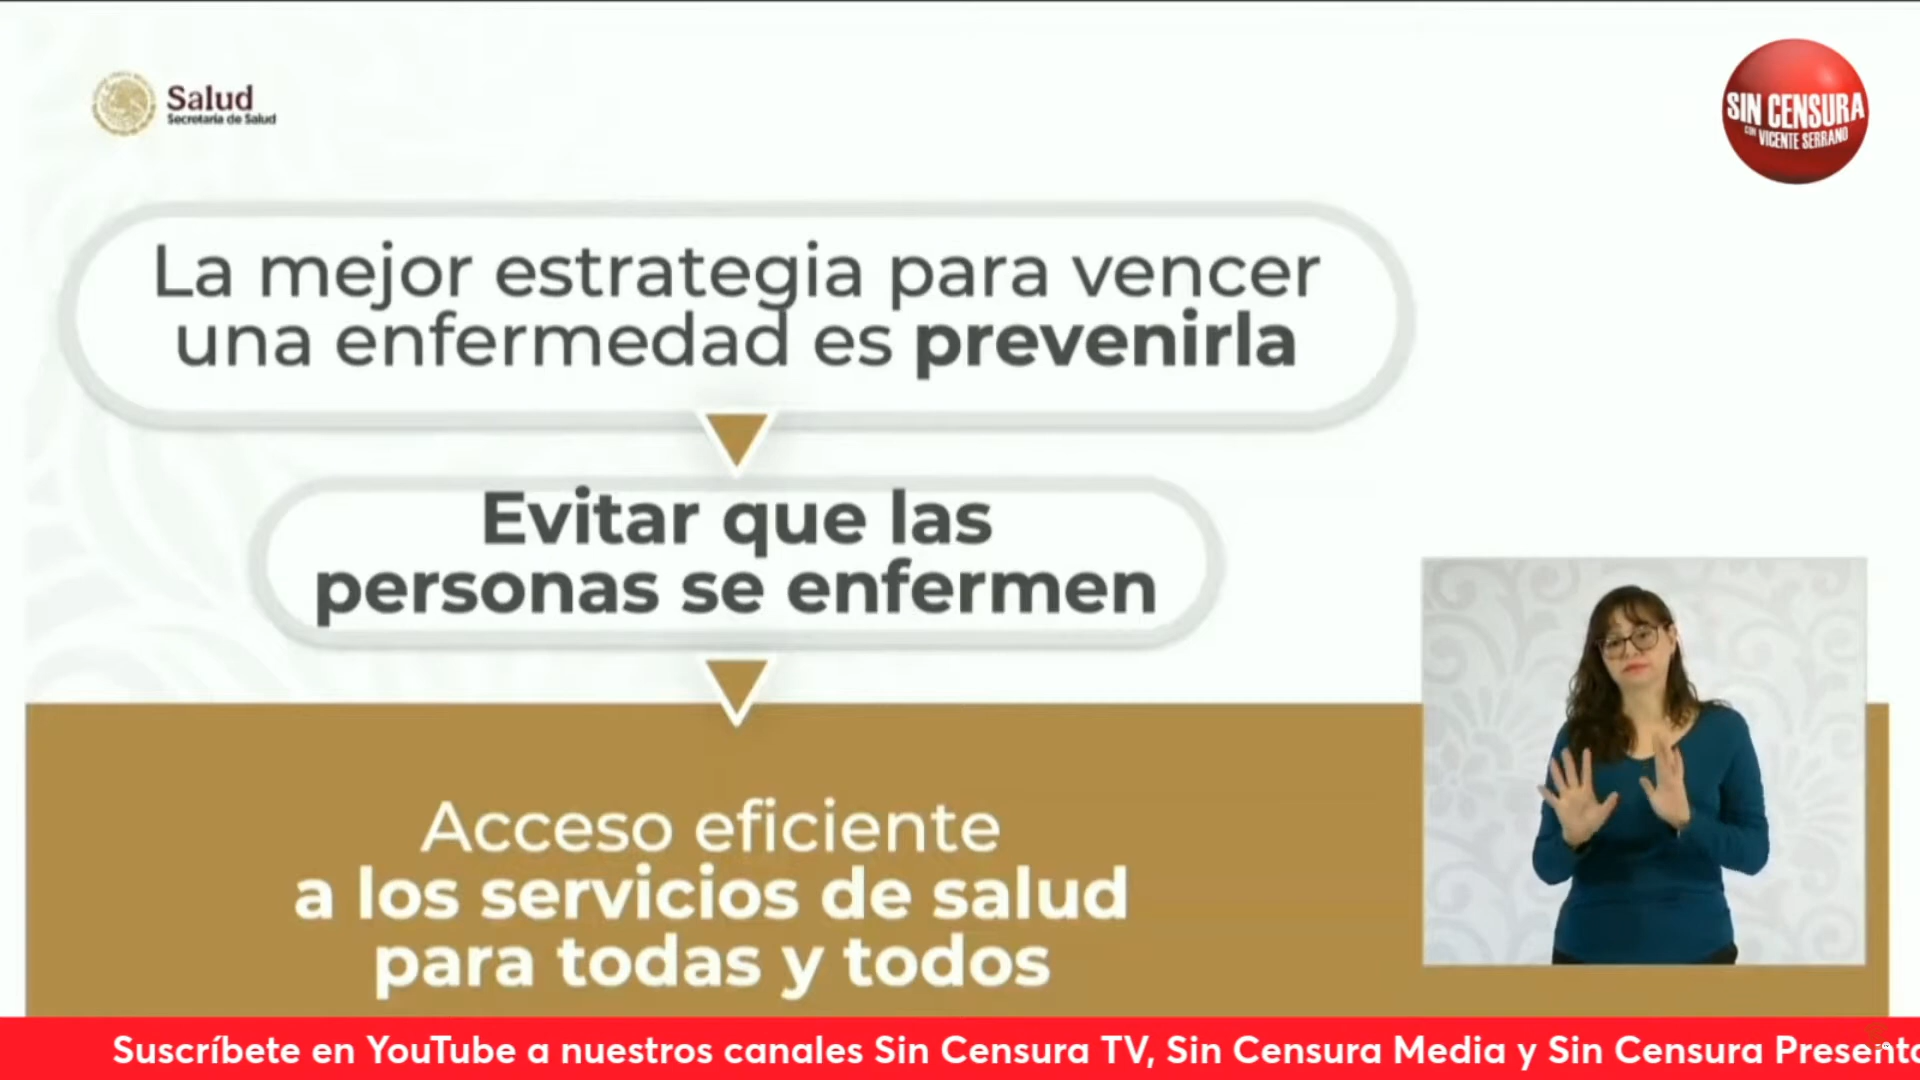 Salud
Secretaría de Salud
SIN CENSURA
CON VICENTE SERRANO
La mejor estrategia para vencer
una enfermedad es prevenirla
Evitar que las
personas se enfermen
Acceso eficiente
a los servicios de salud
para todas y todos
Suscríbete en YouTube a nuestros canales Sin Censura TV, Sin Censura Media y Sin Censura Presenta